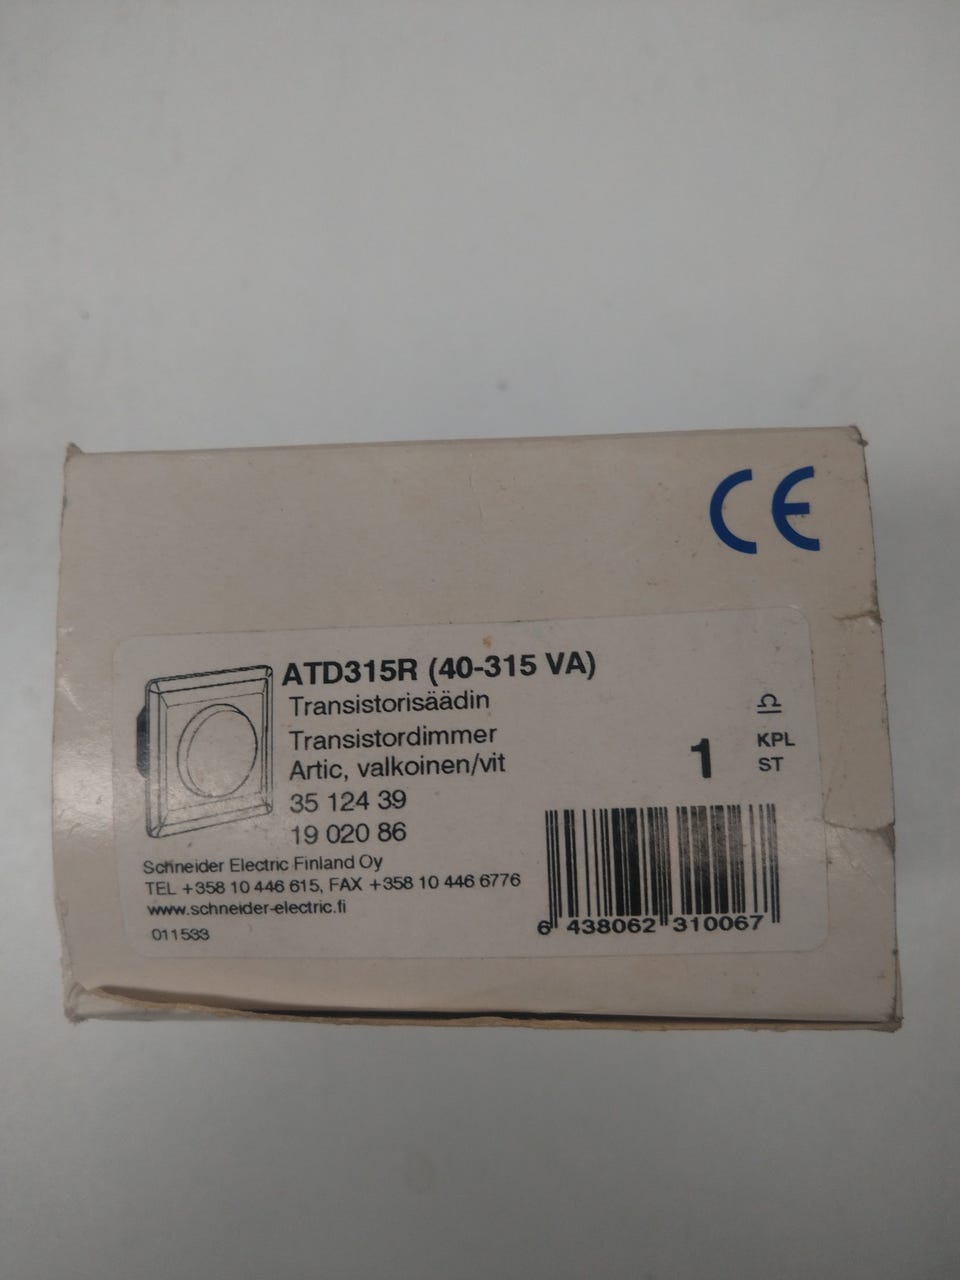 CE
ATD315R (40-315 VA)
Transistorisäädin
Transistordimmer
Artic, valkoinen/vit
35 124 39
19 020 86
1 KPL
ST
Schneider Electric Finland Oy
TEL +358 10 446 615, FAX +358 10 446 6776
www.schneider-electric.fi
011533
6 438062 310067